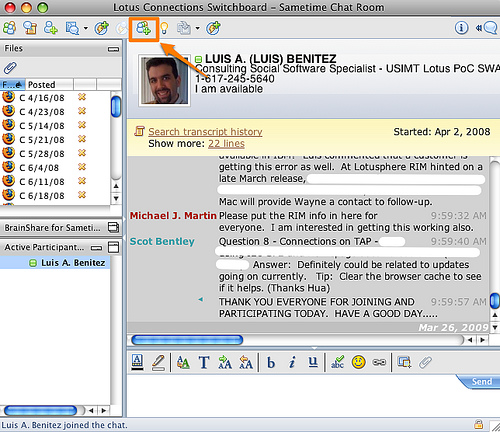 Lotus Connections Switchboard - Sametime Chat Room
Files
LUIS A. (LUIS) BENITEZ
Consulting Social Software Specialist - USIMT Lotus PoC SWA
1-617-245-5640
I am available
Posted
C 4/16/08
C 4/23/08
C 5/14/08
C 5/21/08
C 5/28/08
C 6/4/08
C 6/11/08
C 6/18/08
Search transcript history
Started: Apr 2, 2008
Show more: 22 lines
available in IBM. Luis commented that a customer is
getting this error as well. At Lotusphere RIM hinted on a
late March release,
Mac will provide Wayne a contact to follow-up.
Michael J. Martin Please put the RIM info in here for 9:59:32 AM
everyone. I am interested in getting this working also.
Scott Bentley Question 8 - Connections on TAP - 9:59:40 AM
Answer: Definitely could be related to updates
going on currently. Tip: Clear the browser cache to see
if it helps. (Thanks Hua)
THANK YOU EVERYONE FOR JOINING AND 9:59:57 AM
PARTICIPATING TODAY. HAVE A GOOD DAY.....
Mar 26, 2009
BrainShare for Sameti...
Active Participant...
Luis A. Benitez
A T AA AA b i u abc
Send
Luis A. Benitez joined the chat.